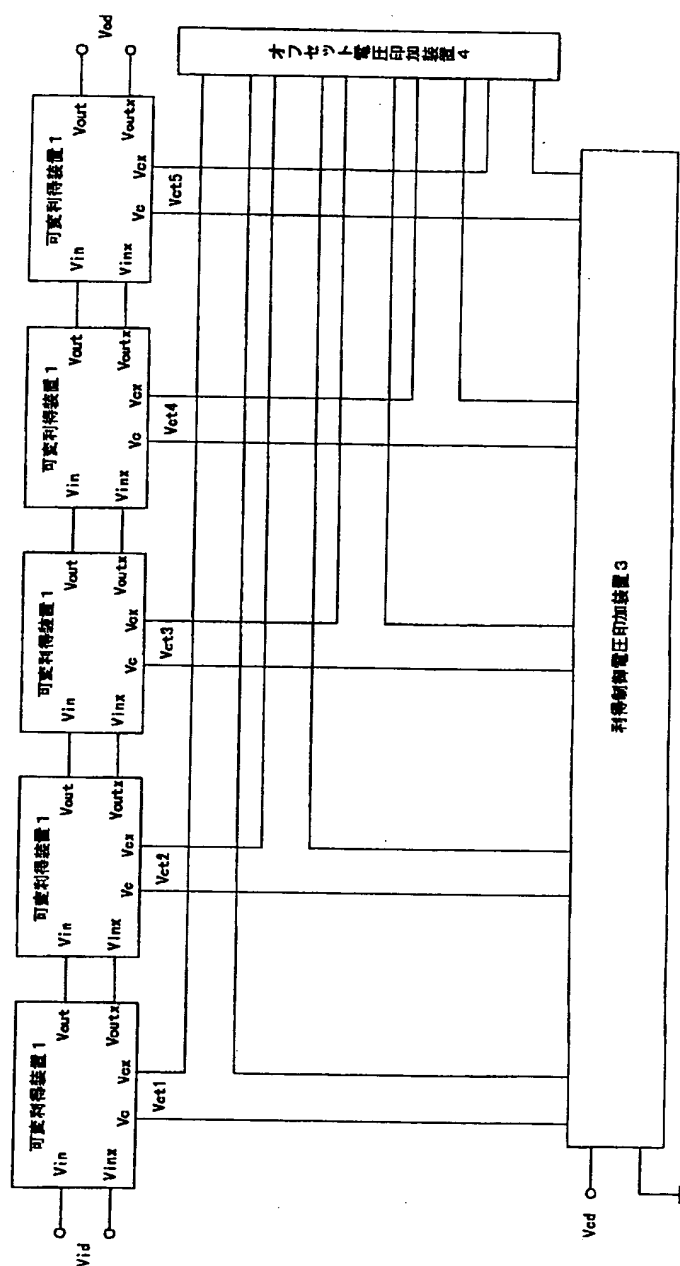 Vid
可変利得装置1
Vin
Vinx
Vout
Voutx
Vc
Vcx
Vct1
可変利得装置1
Vin
Vinx
Vout
Voutx
Vc
Vcx
Vct2
可変利得装置1
Vin
Vinx
Vout
Voutx
Vc
Vcx
Vct3
可変利得装置1
Vin
Vinx
Vout
Voutx
Vc
Vcx
Vct4
可変利得装置1
Vin
Vinx
Vout
Voutx
Vc
Vcx
Vct5
Vod
オフセット電圧印加装置4
利得制御電圧印加装置3
Vcd